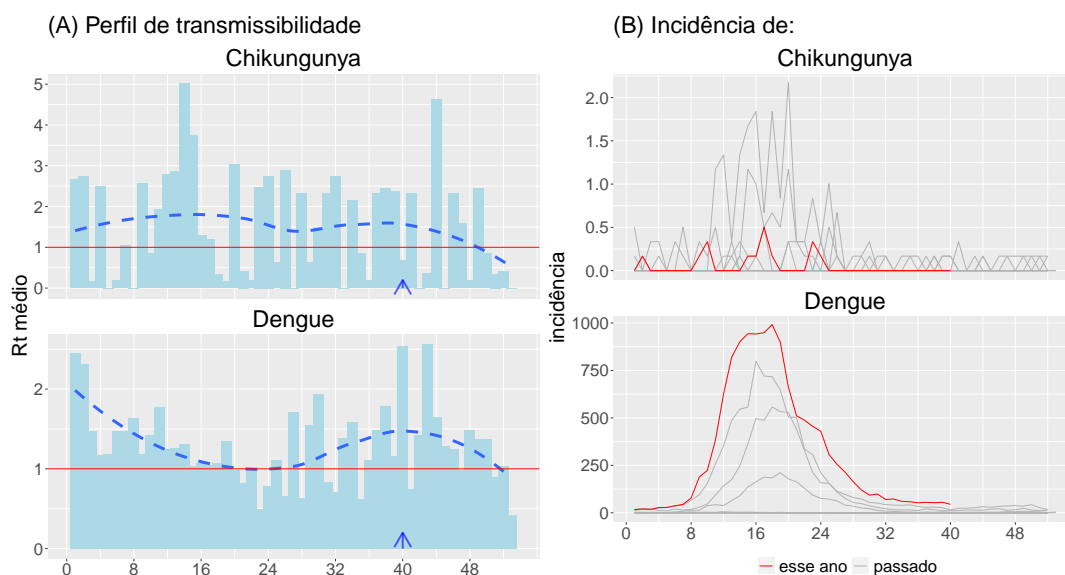 (A) Perfil de transmissibilidade
Chikungunya
5
4
3
2
1
0
Dengue
2
1
0
Rt médio
0 8 16 24 32 40 48
(B) Incidência de:
Chikungunya
2.0
1.5
1.0
0.5
0.0
Dengue
1000
750
500
250
0
incidência
0 8 16 24 32 40 48
esse ano passado